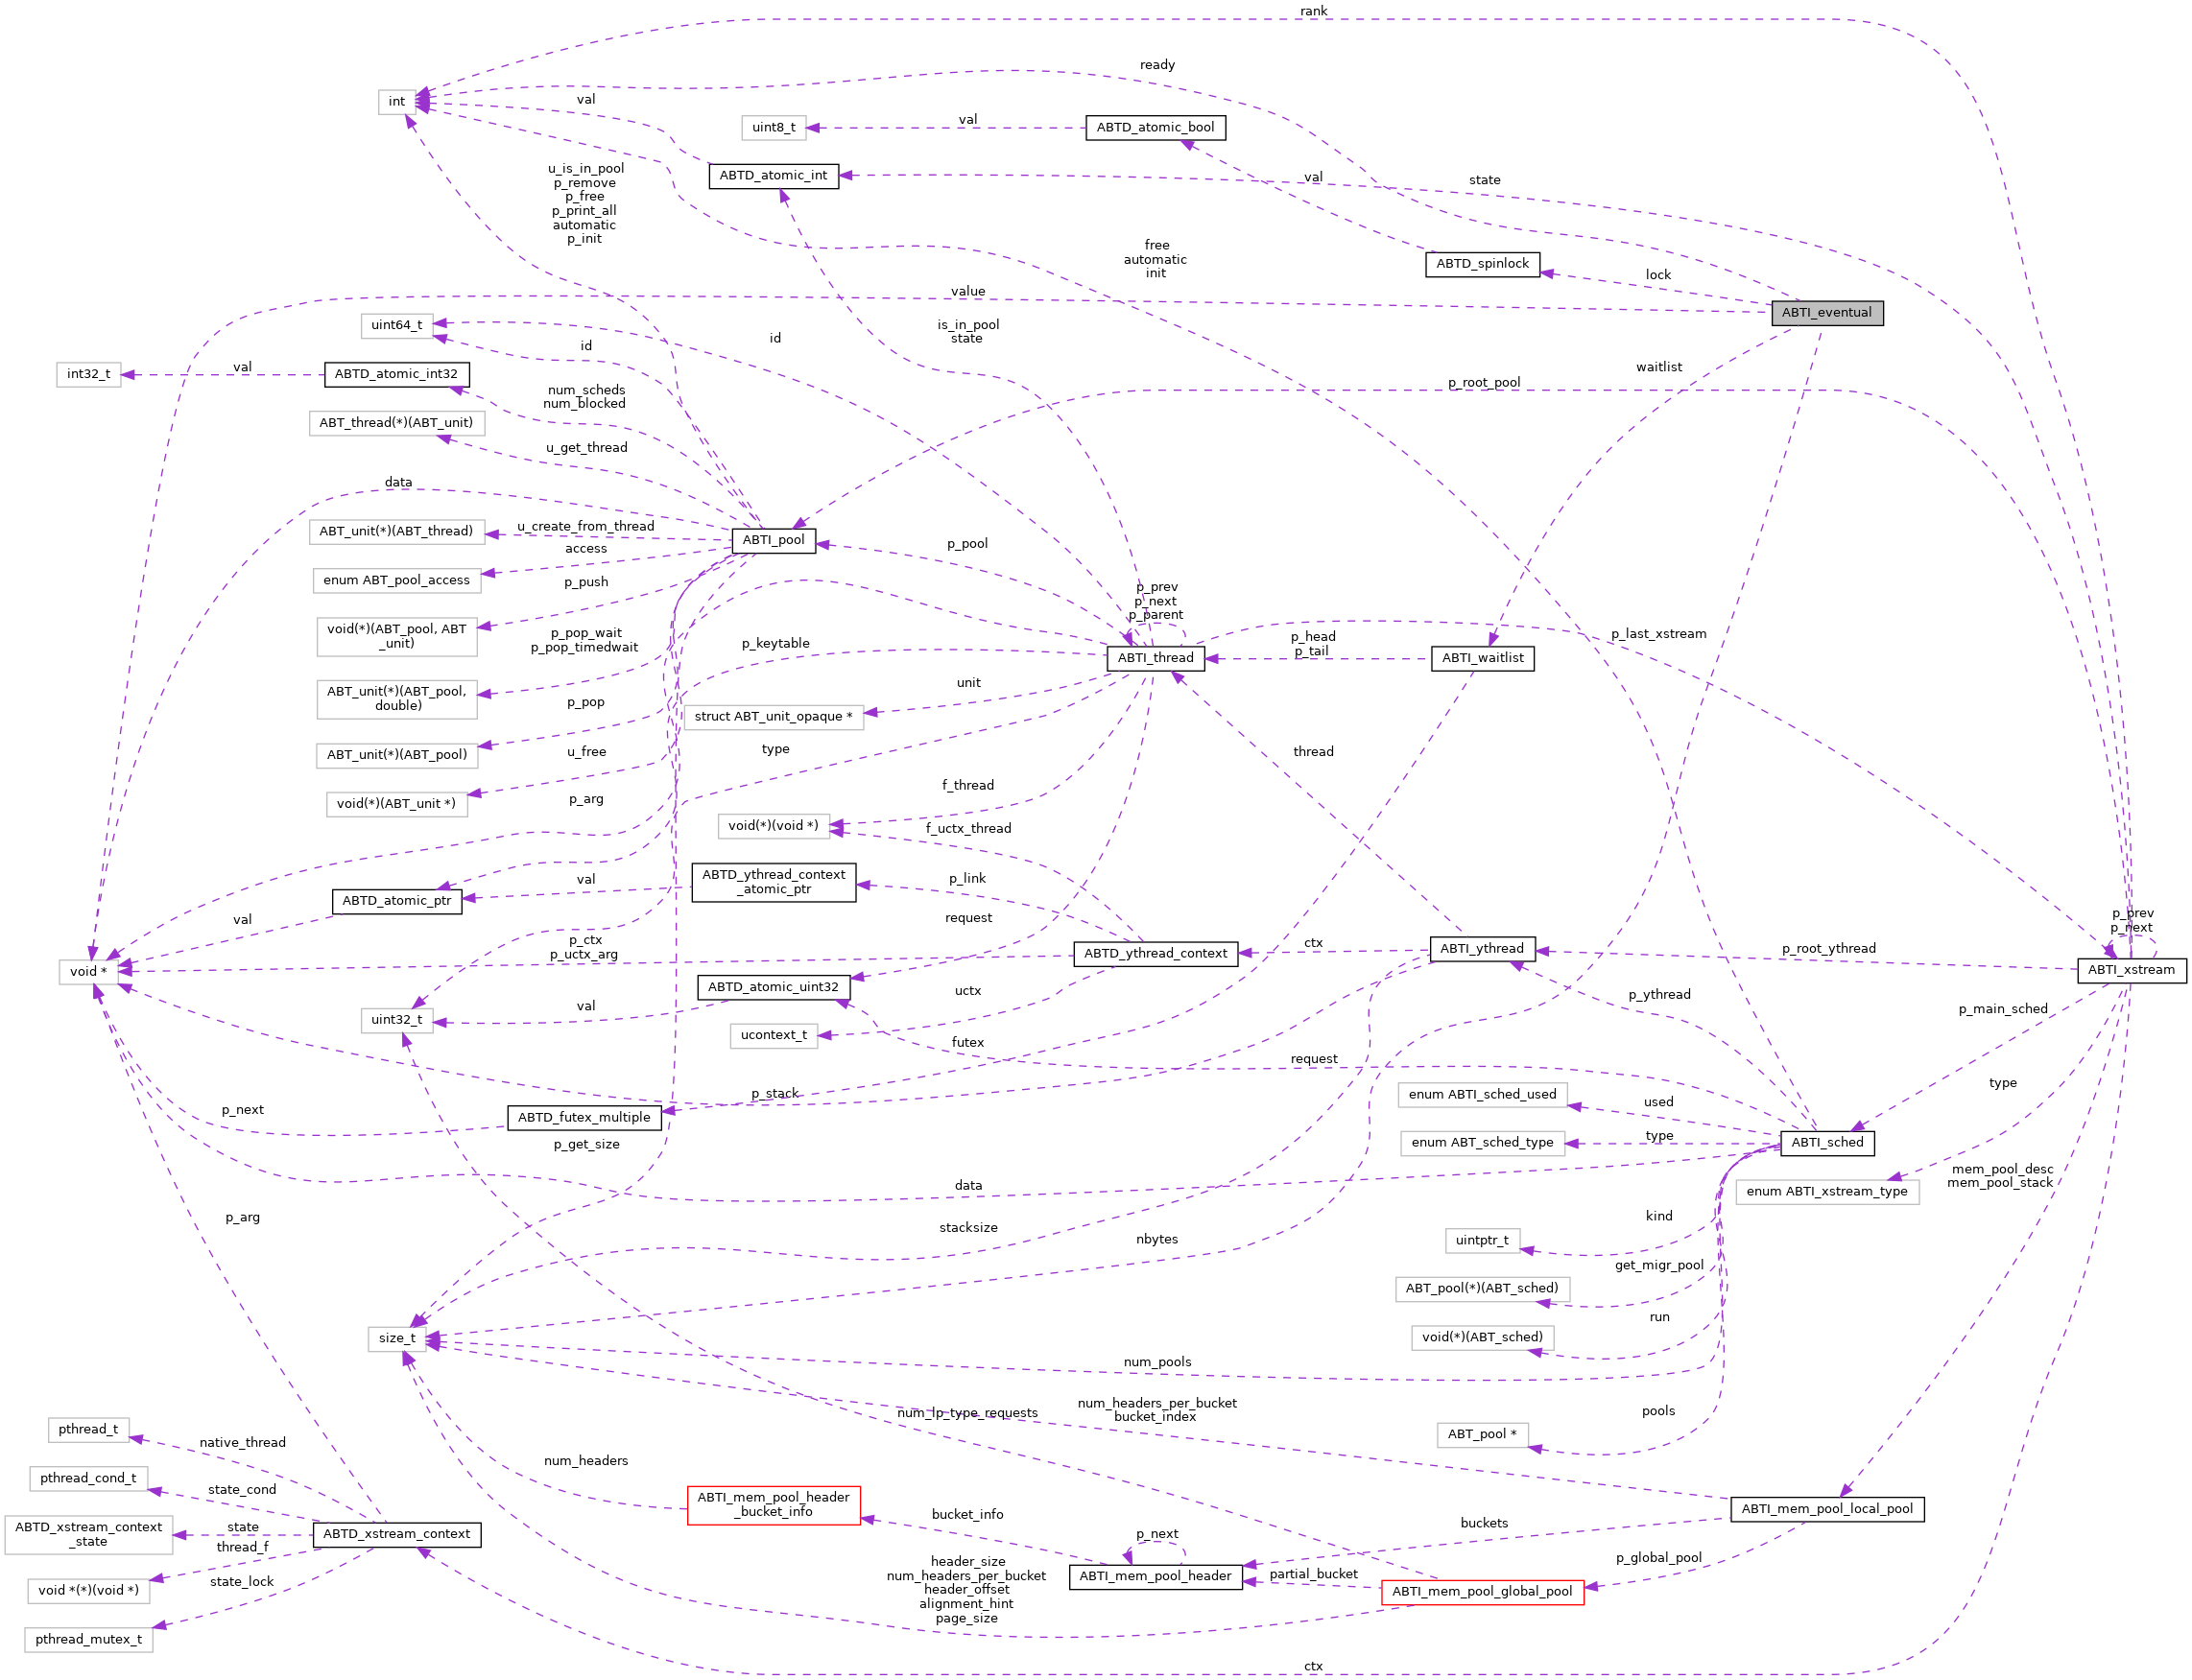 rank
ready
int
val
uint8_t
val
ABTD_atomic_bool
u_is_in_pool
p_remove
p_free
p_print_all
automatic
p_init
ABTD_atomic_int
val
state
free
automatic
init
ABTD_spinlock
lock
value
ABTI_eventual
uint64_t
id
is_in_pool
state
id
int32_t
val
ABTD_atomic_int32
num_scheds
num_blocked
p_root_pool
waitlist
ABT_thread(*)(ABT_unit)
u_get_thread
data
ABT_unit(*)(ABT_thread)
u_create_from_thread
ABTI_pool
p_pool
access
enum ABT_pool_access
p_push
p_prev
p_next
p_parent
void(*)(ABT_pool, ABT
_unit)
p_pop_wait
p_pop_timedwait
p_keytable
ABTI_thread
p_head
p_tail
ABTI_waitlist
p_last_xstream
ABT_unit(*)(ABT_pool,
double)
p_pop
unit
struct ABT_unit_opaque *
ABT_unit(*)(ABT_pool)
u_free
type
thread
void(*)(ABT_unit *)
p_arg
f_thread
void(*)(void *)
f_uctx_thread
ABTD_ythread_context
_atomic_ptr
val
p_link
ABTD_atomic_ptr
val
request
p_prev
p_next
p_ctx
p_uctx_arg
ABTD_ythread_context
ctx
ABTI_ythread
p_root_ythread
void *
ABTI_xstream
ABTD_atomic_uint32
uctx
p_ythread
p_main_sched
uint32_t
val
ucontext_t
futex
request
p_stack
enum ABTI_sched_used
used
type
p_next
ABTD_futex_multiple
p_get_size
enum ABT_sched_type
type
ABTI_sched
data
mem_pool_desc
mem_pool_stack
enum ABTI_xstream_type
p_arg
stacksize
nbytes
kind
uintptr_t
get_migr_pool
ABT_pool(*)(ABT_sched)
run
size_t
void(*)(ABT_sched)
num_pools
num_lp_type_requests
num_headers_per_bucket
bucket_index
pools
ABT_pool *
pthread_t
native_thread
num_headers
pthread_cond_t
state_cond
ABTI_mem_pool_header
_bucket_info
bucket_info
ABTI_mem_pool_local_pool
buckets
ABTD_xstream_context
_state
state
ABTD_xstream_context
thread_f
p_next
p_global_pool
header_size
num_headers_per_bucket
header_offset
alignment_hint
page_size
ABTI_mem_pool_header
partial_bucket
ABTI_mem_pool_global_pool
void *(*)(void *)
state_lock
pthread_mutex_t
ctx